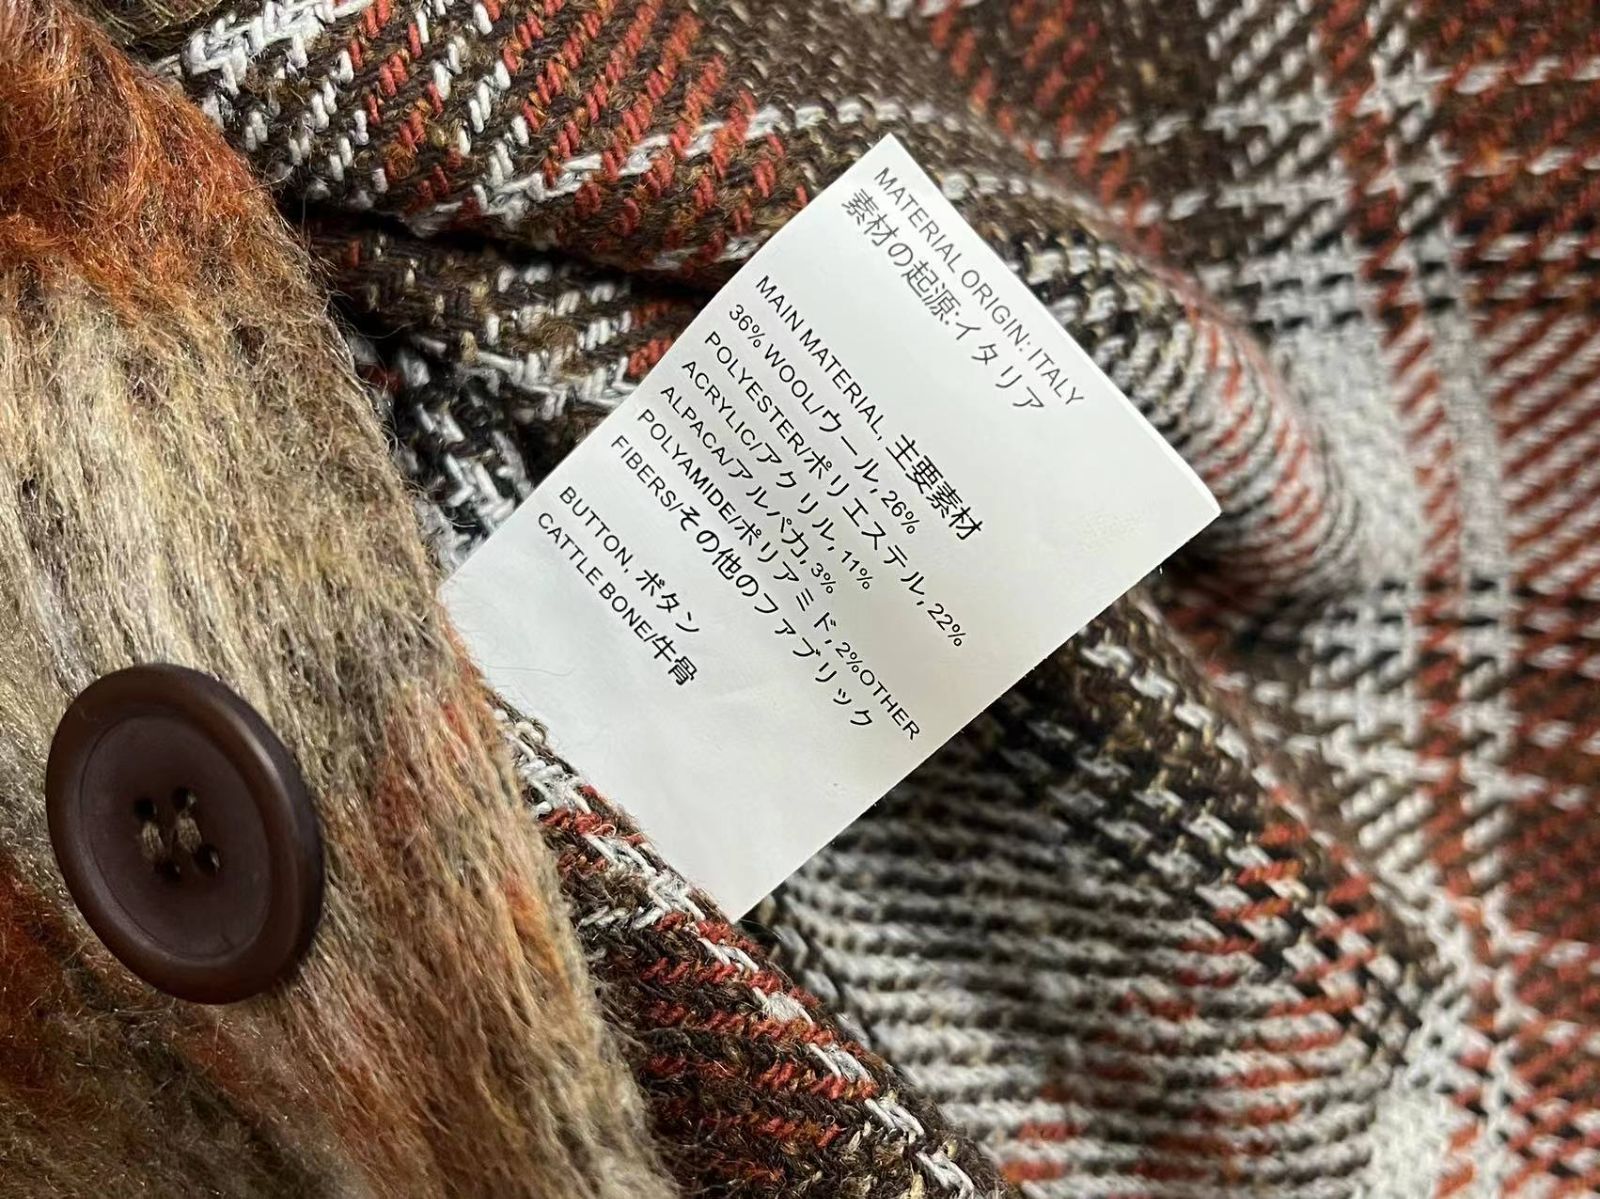 MATERIAL ORIGIN: ITALY
素材の起源:イタリア
MAIN MATERIAL, 主要素材
36% WOOL/ウール, 26%
POLYESTER/ポリエステル, 22%
ACRYLIC/アクリル, 11%
ALPACA/アルパカ, 3%
POLYAMIDE/ポリアミド, 2%OTHER
FIBERS/その他のファブリック
BUTTON, ボタン
CATTLE BONE/牛骨